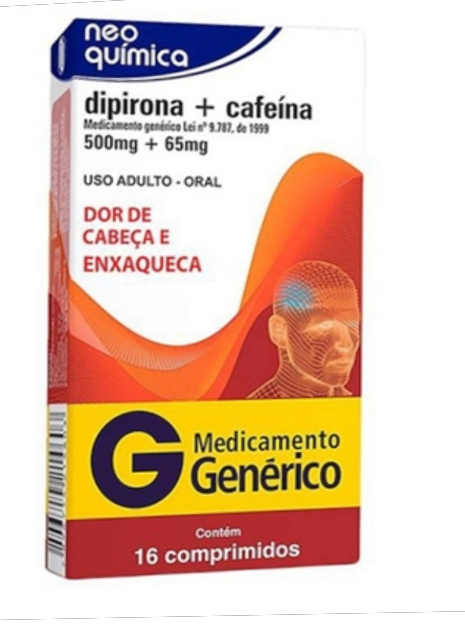 neo
química
dipirona + cafeína
Medicamento genérico Lei nº 9.787, de 1999
500mg + 65mg
USO ADULTO - ORAL
DOR DE
CABEÇA E
ENXAQUECA
G Medicamento
Genérico
Contém
16 comprimidos